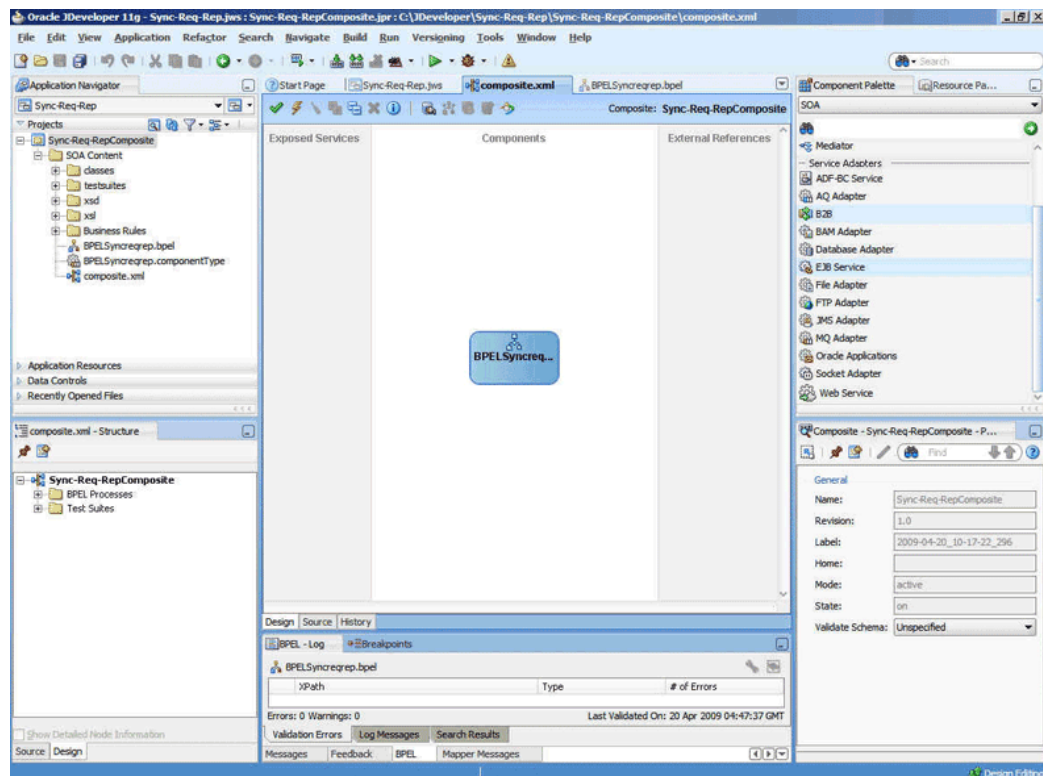 Oracle JDeveloper 11g - Sync-Req-Rep.jws : Sync-Req-RepComposite.jpr : C:\JDeveloper\Sync-Req-Rep\Sync-Req-RepComposite\composite.xml
File Edit View Application Refactor Search Navigate Build Run Versioning Tools Window Help
Search
Application Navigator
Sync-Req-Rep
Projects
Sync-Req-RepComposite
SOA Content
classes
testsuites
xsd
xsl
Business Rules
BPELSyncreqrep.bpel
BPELSyncreqrep.componentType
composite.xml
Application Resources
Data Controls
Recently Opened Files
composite.xml - Structure
Sync-Req-RepComposite
BPEL Processes
Test Suites
Show Detailed Node Information
Source Design
Start Page Sync-Req-Rep.jws composite.xml BPELSyncreqrep.bpel
Composite: Sync-Req-RepComposite
Exposed Services Components External References
BPELSyncreq...
Design Source History
BPEL - Log Breakpoints
BPELSyncreqrep.bpel
XPath Type # of Errors
Errors: 0 Warnings: 0 Last Validated On: 20 Apr 2009 04:47:37 GMT
Validation Errors Log Messages Search Results
Messages Feedback BPEL Mapper Messages
Component Palette Resource Pa...
SOA
Mediator
Service Adapters
ADF-BC Service
AQ Adapter
B2B
BAM Adapter
Database Adapter
EJB Service
File Adapter
FTP Adapter
JMS Adapter
MQ Adapter
Oracle Applications
Socket Adapter
Web Service
Composite - Sync-Req-RepComposite - P...
Find
General
Name: Sync-Req-RepComposite
Revision: 1.0
Label: 2009-04-20_10-17-22_296
Home:
Mode: active
State: on
Validate Schema: Unspecified
Design Editing